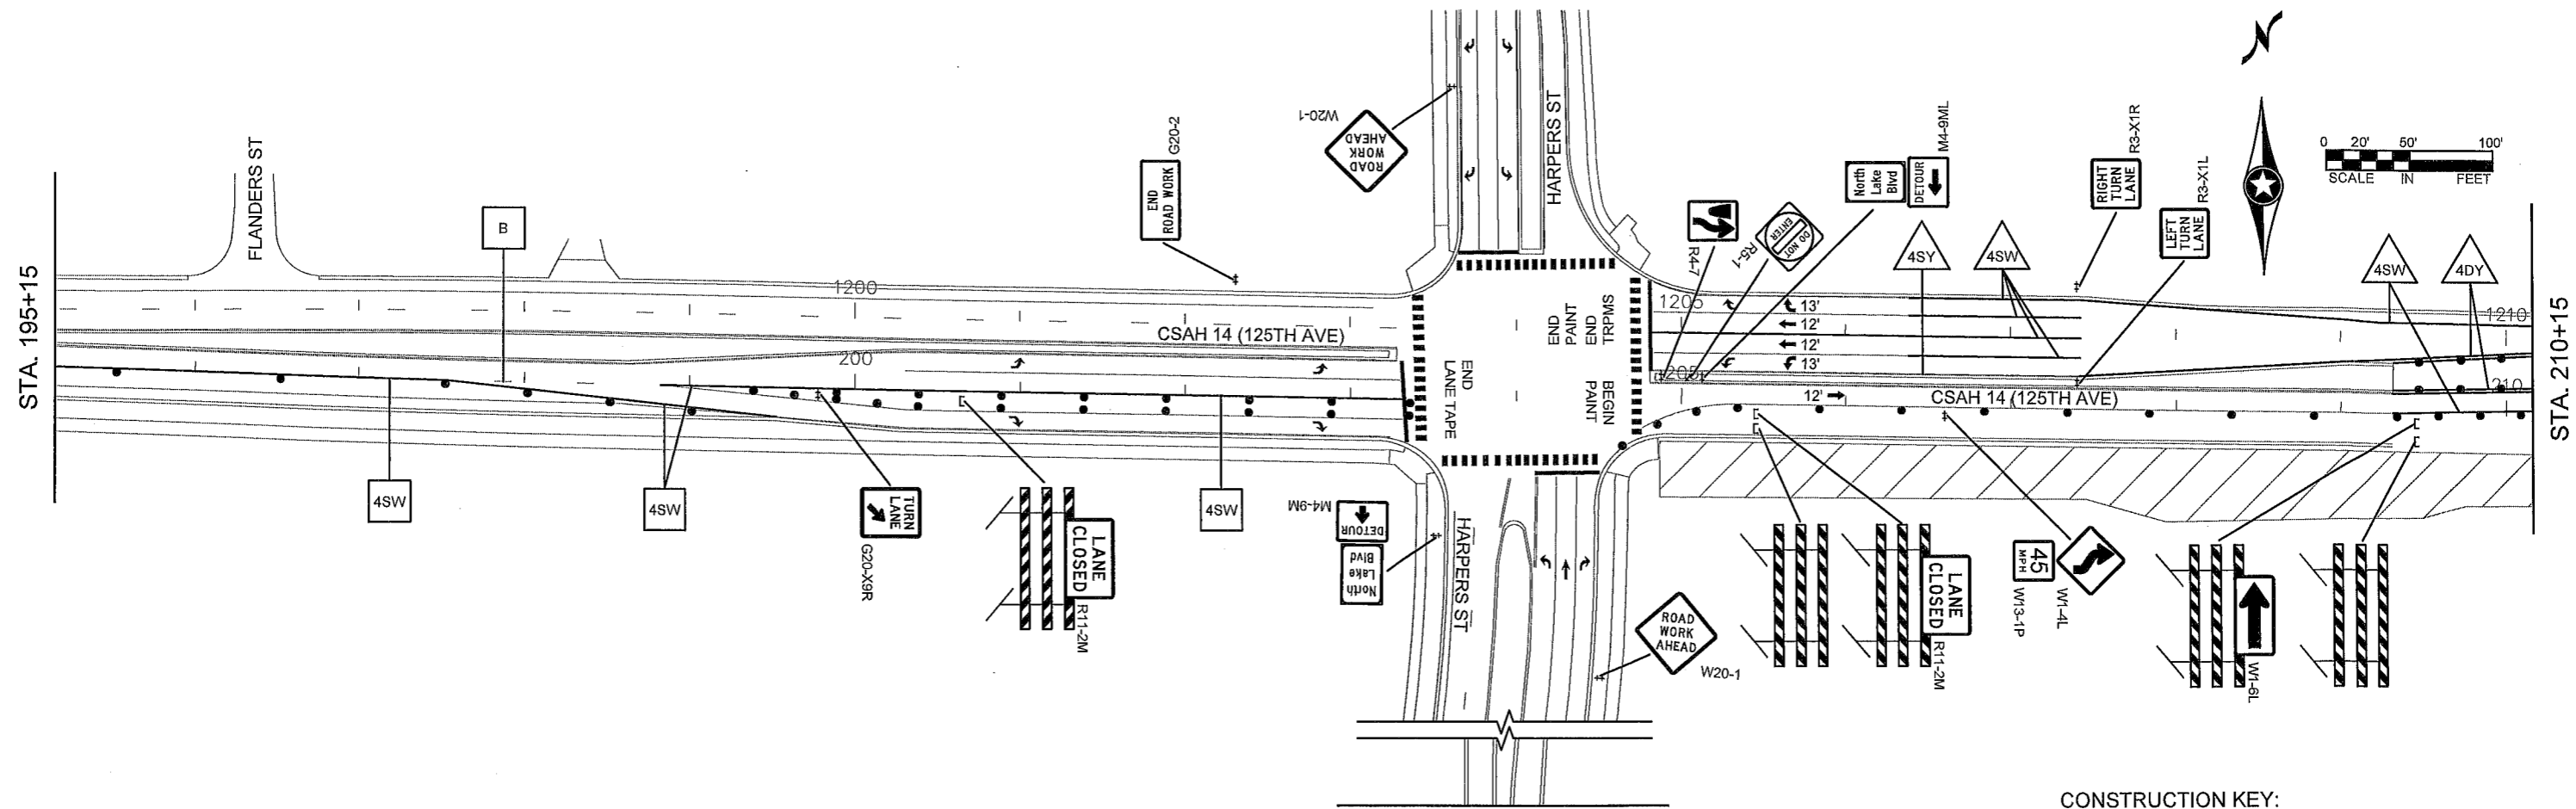 STA. 195+15
FLANDERS ST
B
1200
200
4SW
4SW
4SW
TURN
LANE
G20-X9R
LANE
CLOSED
R11-2M
END
ROAD WORK
G20-2
CSAH 14 (125TH AVE)
W20-1
ROAD
WORK
AHEAD
HARPERS ST
END
PAINT
END
TRPMS
END
LANE TAPE
BEGIN
PAINT
M4-9M
DETOUR
North
Lake
Blvd
HARPERS ST
ROAD
WORK
AHEAD
W20-1
R4-7
DO NOT
ENTER
R5-1
North
Lake
Blvd
DETOUR
M4-9ML
1205
205
13'
12'
12'
13'
12'
4SY
4SW
RIGHT
TURN
LANE
R3-X1R
LEFT
TURN
LANE
R3-X1L
CSAH 14 (125TH AVE)
4SW
4DY
1210
210
LANE
CLOSED
R11-2M
45
MPH
W13-1P
W1-4L
W1-6L
N
0 20' 50' 100'
SCALE IN FEET
STA. 210+15
CONSTRUCTION KEY: